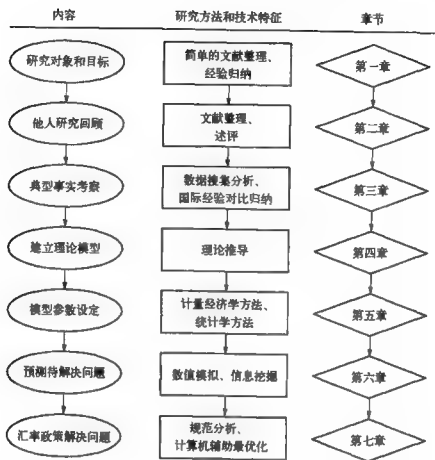 内容 研究方法和技术特征 章节
研究对象和目标 简单的文献整理、 第一章
经验归纳
他人研究回顾 文献整理、 第二章
述评
典型事实考察 数据搜集分析、 第三章
国际经验对比归纳
建立理论模型 理论推导 第四章
模型参数设定 计量经济学方法、 第五章
统计学方法
预测待解决问题 数值模拟、信息挖掘 第六章
汇率政策解决问题 规范分析、 第七章
计算机辅助最优化